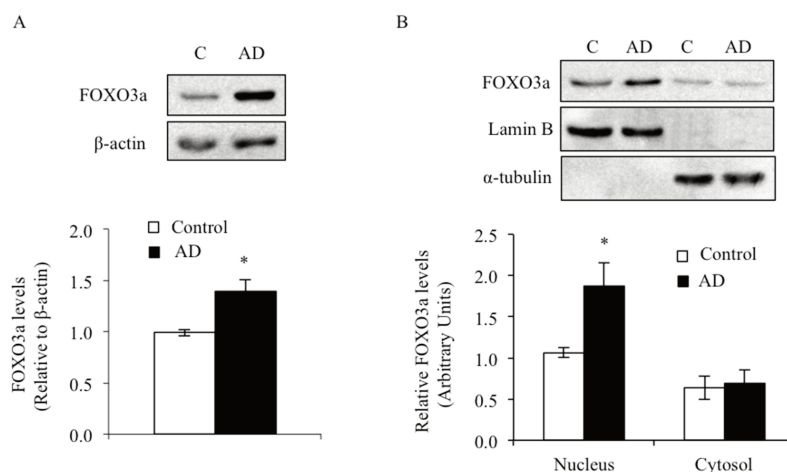 A
C AD
FOXO3a
β-actin
FOXO3a levels
(Relative to β-actin)
2.0
1.5
1.0
0.5
0.0
Control
AD
*
B
C AD C AD
FOXO3a
Lamin B
α-tubulin
Relative FOXO3a levels
(Arbitrary Units)
2.5
2.0
1.5
1.0
0.5
0.0
*
Control
AD
Nucleus Cytosol